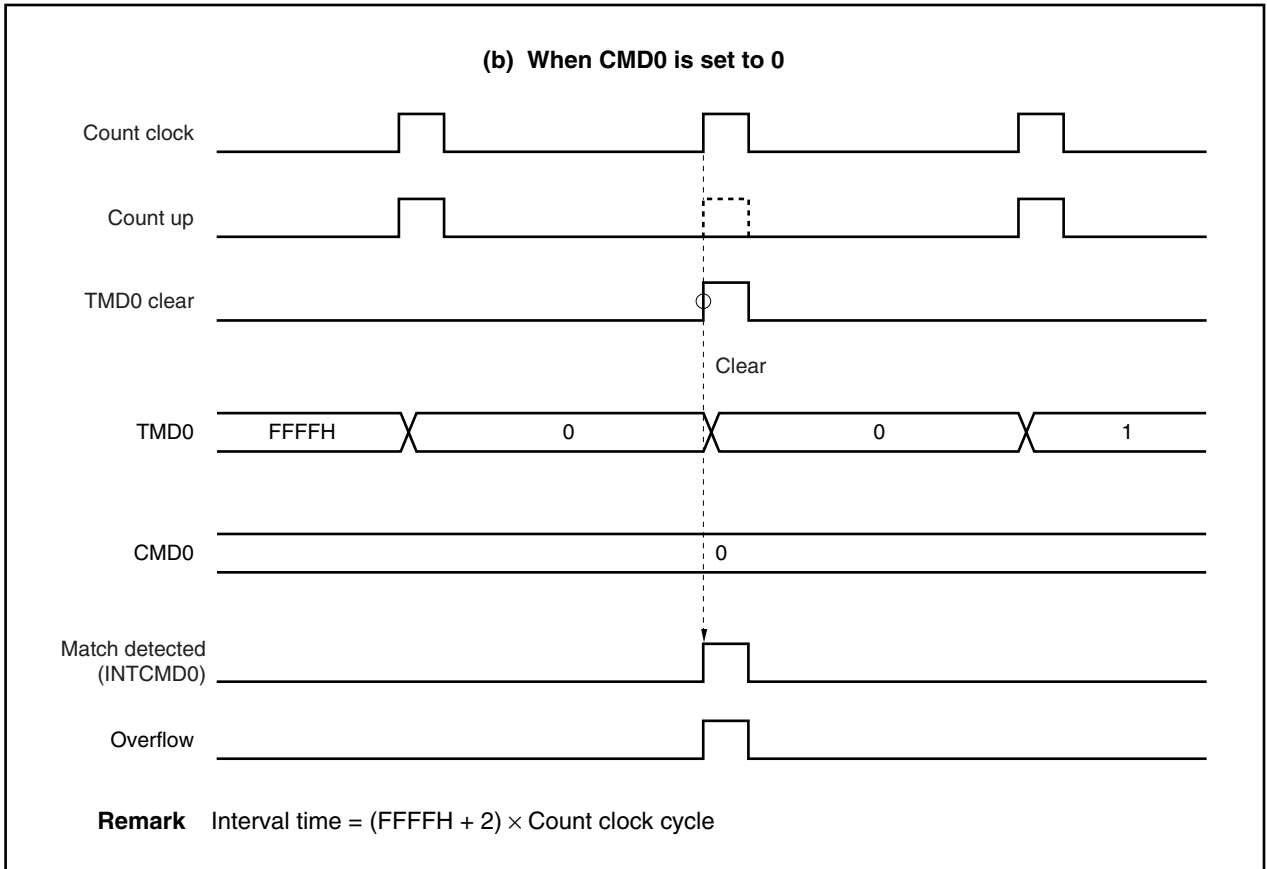 (b) When CMD0 is set to 0
Count clock
Count up
TMD0 clear
Clear
TMD0 FFFFH 0 0 1
CMD0 0
Match detected
(INTCMD0)
Overflow
Remark Interval time = (FFFFH + 2) × Count clock cycle